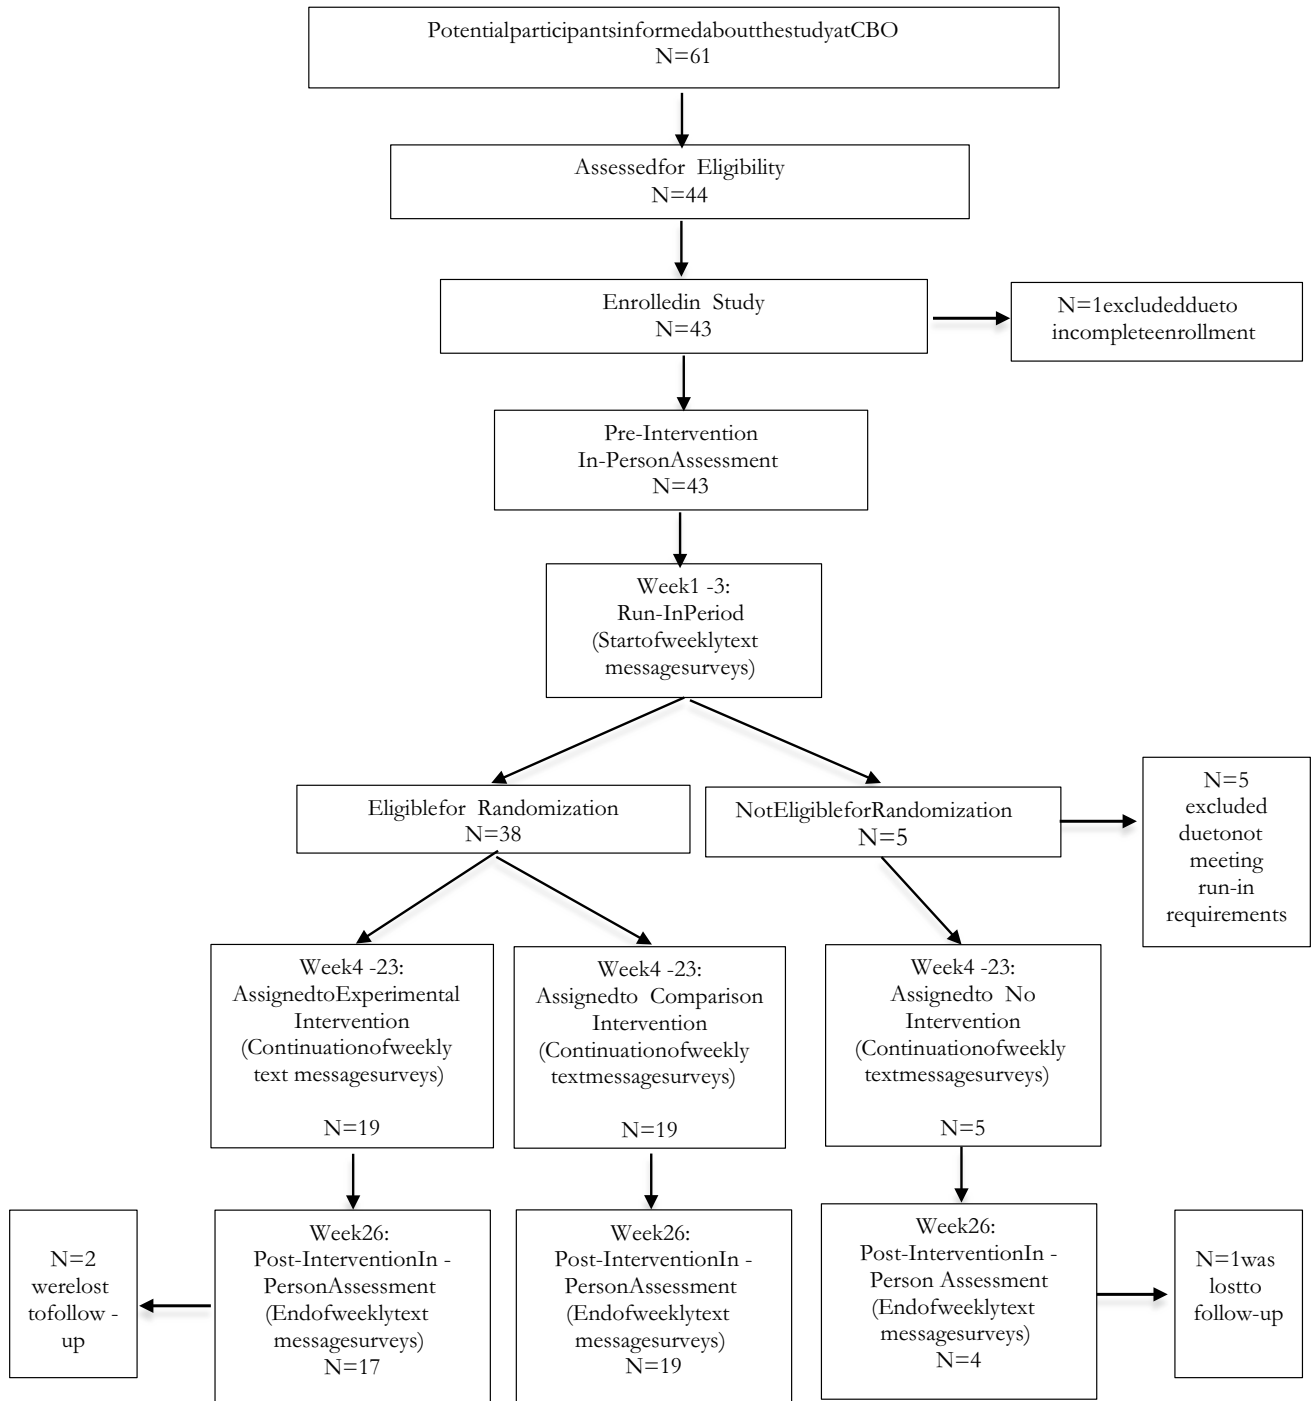 PotentialparticipantsinformedaboutthestudyatCBO
N=61
Assessedfor Eligibility
N=44
Enrolledin Study
N=43
N=1excludeddueto
incompleteenrollment
Pre-Intervention
In-PersonAssessment
N=43
Week1 -3:
Run-InPeriod
(Startofweeklytext
messagesurveys)
Eligiblefor Randomization
N=38
NotEligibleforRandomization
N=5
N=5
excluded
duetonot
meeting
run-in
requirements
Week4 -23:
AssignedtoExperimental
Intervention
(Continuationofweekly
text messagesurveys)
N=19
Week4 -23:
Assignedto Comparison
Intervention
(Continuationofweekly
textmessagesurveys)
N=19
Week4 -23:
Assignedto No
Intervention
(Continuationofweekly
textmessagesurveys)
N=5
N=2
werelost
tofollow -
up
Week26:
Post-InterventionIn -
PersonAssessment
(Endofweeklytext
messagesurveys)
N=17
Week26:
Post-InterventionIn -
PersonAssessment
(Endofweeklytext
messagesurveys)
N=19
Week26:
Post-InterventionIn -
Person Assessment
(Endofweeklytext
messagesurveys)
N=4
N=1was
lostto
follow-up